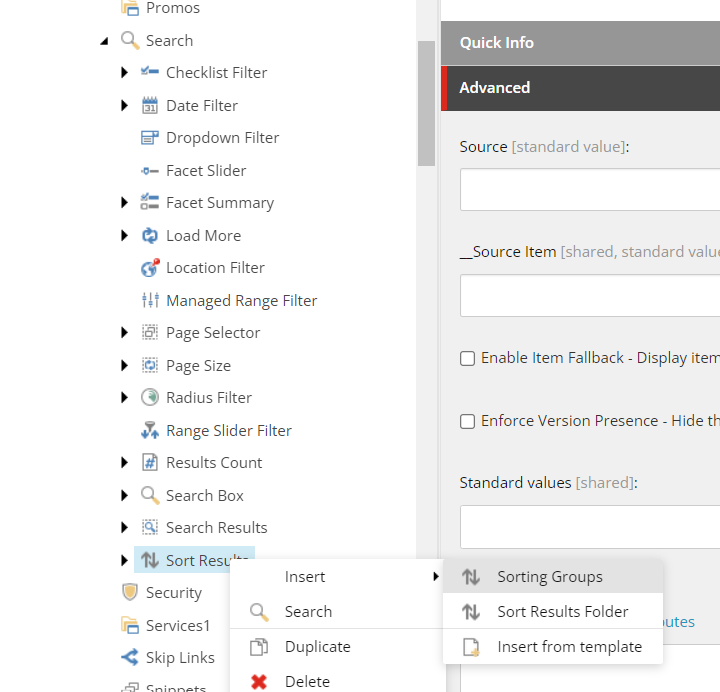 Promos
Search
Checklist Filter
31 Date Filter
Dropdown Filter
Facet Slider
Facet Summary
Load More
Location Filter
Managed Range Filter
Page Selector
Page Size
Radius Filter
Range Slider Filter
# Results Count
Search Box
Search Results
Sort Results
Security
Services1
Skip Links
Snippets
Insert
Search
Duplicate
Delete
Sorting Groups
Sort Results Folder
Insert from template
Quick Info
Advanced
Source [standard value]:
__Source Item [shared, standard value
Enable Item Fallback - Display item
Enforce Version Presence - Hide th
Standard values [shared]:
butes